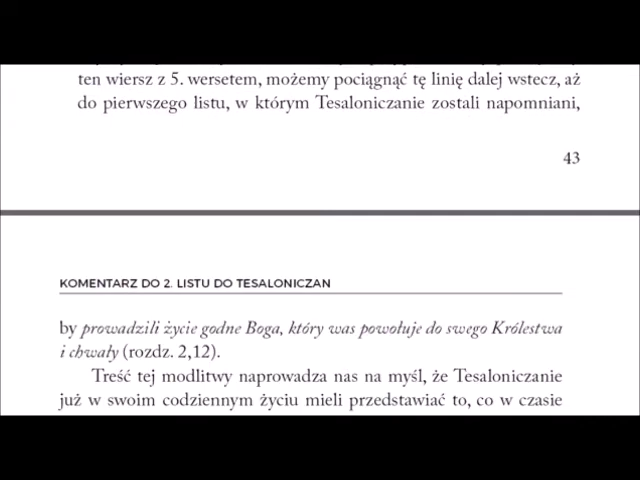 ten wiersz z 5. wersetem, możemy pociągnąć tę linię dalej wstecz, aż
do pierwszego listu, w którym Tesaloniczanie zostali napomniani,
43
KOMENTARZ DO 2. LISTU DO TESALONICZAN
by prowadzili życie godne Boga, który was powołuje do swego Królestwa
i chwały (rozdz. 2,12).
Treść tej modlitwy naprowadza nas na myśl, że Tesaloniczanie
już w swoim codziennym życiu mieli przedstawiać to, co w czasie